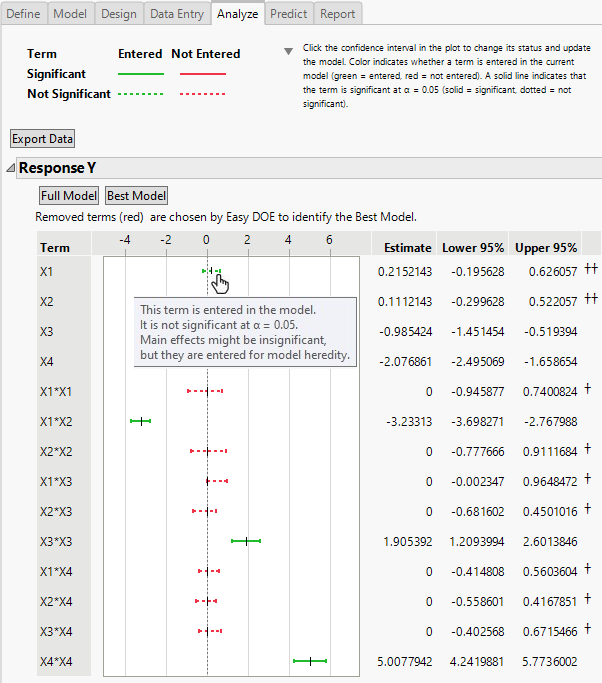 Define Model Design Data Entry Analyze Predict Report
Term Entered Not Entered
Significant
Not Significant
Click the confidence interval in the plot to change its status and update
the model. Color indicates whether a term is entered in the current
model (green = entered, red = not entered). A solid line indicates that
the term is significant at α = 0.05 (solid = significant, dotted = not
significant).
Export Data
Response Y
Full Model Best Model
Removed terms (red) are chosen by Easy DOE to identify the Best Model.
Term -4 -2 0 2 4 6 Estimate Lower 95% Upper 95%
X1 0.2152143 -0.195628 0.626057 ††
X2 0.1112143 -0.299628 0.522057 ††
This term is entered in the model.
It is not significant at α = 0.05.
Main effects might be insignificant,
but they are entered for model heredity.
X3 -0.985424 -1.451454 -0.519394
X4 -2.076861 -2.495069 -1.658654
X1*X1 0 -0.945877 0.7400824 †
X1*X2 -3.23313 -3.698271 -2.767988
X2*X2 0 -0.777666 0.9111684 †
X1*X3 0 -0.002347 0.9648472 †
X2*X3 0 -0.681602 0.4501016 †
X3*X3 1.905392 1.2093994 2.6013846
X1*X4 0 -0.414808 0.5603604 †
X2*X4 0 -0.558601 0.4167851 †
X3*X4 0 -0.402568 0.6715466 †
X4*X4 5.0077942 4.2419881 5.7736002